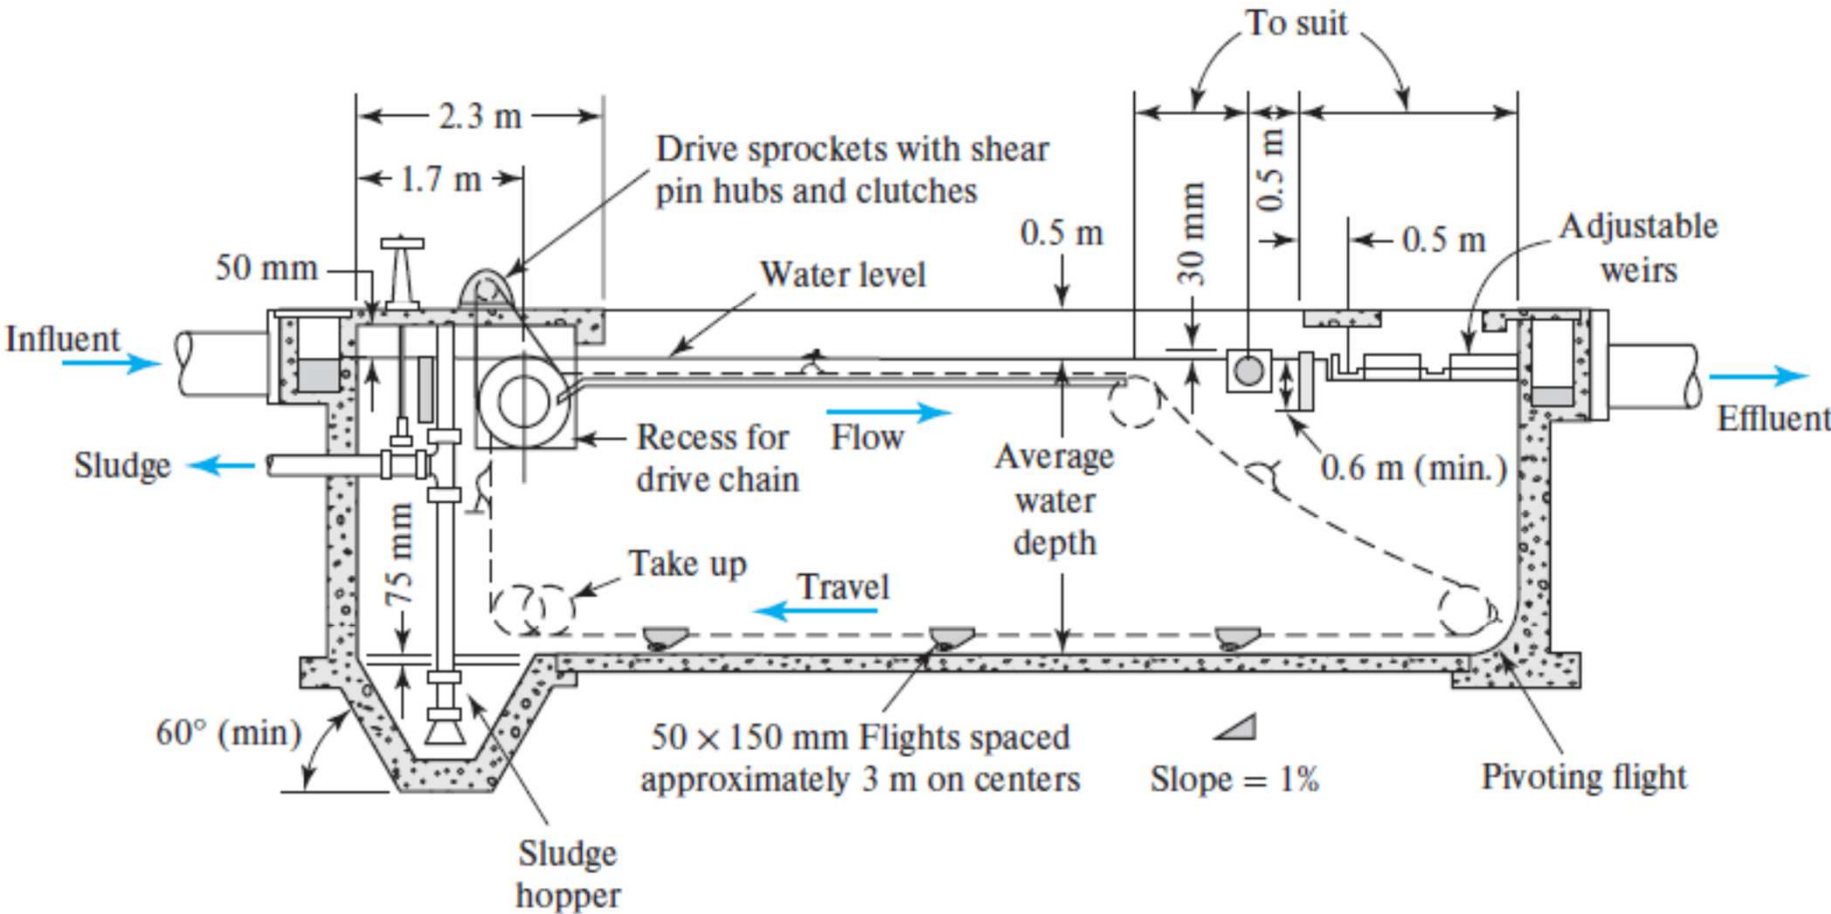 To suit
2.3 m
1.7 m
Drive sprockets with shear
pin hubs and clutches
0.5 m
30 mm
0.5 m
0.5 m
Adjustable
weirs
50 mm
Water level
Influent
Effluent
Sludge
Recess for
drive chain
Flow
Average
water
depth
0.6 m (min.)
75 mm
Take up
Travel
60° (min)
50 × 150 mm Flights spaced
approximately 3 m on centers
Slope = 1%
Pivoting flight
Sludge
hopper